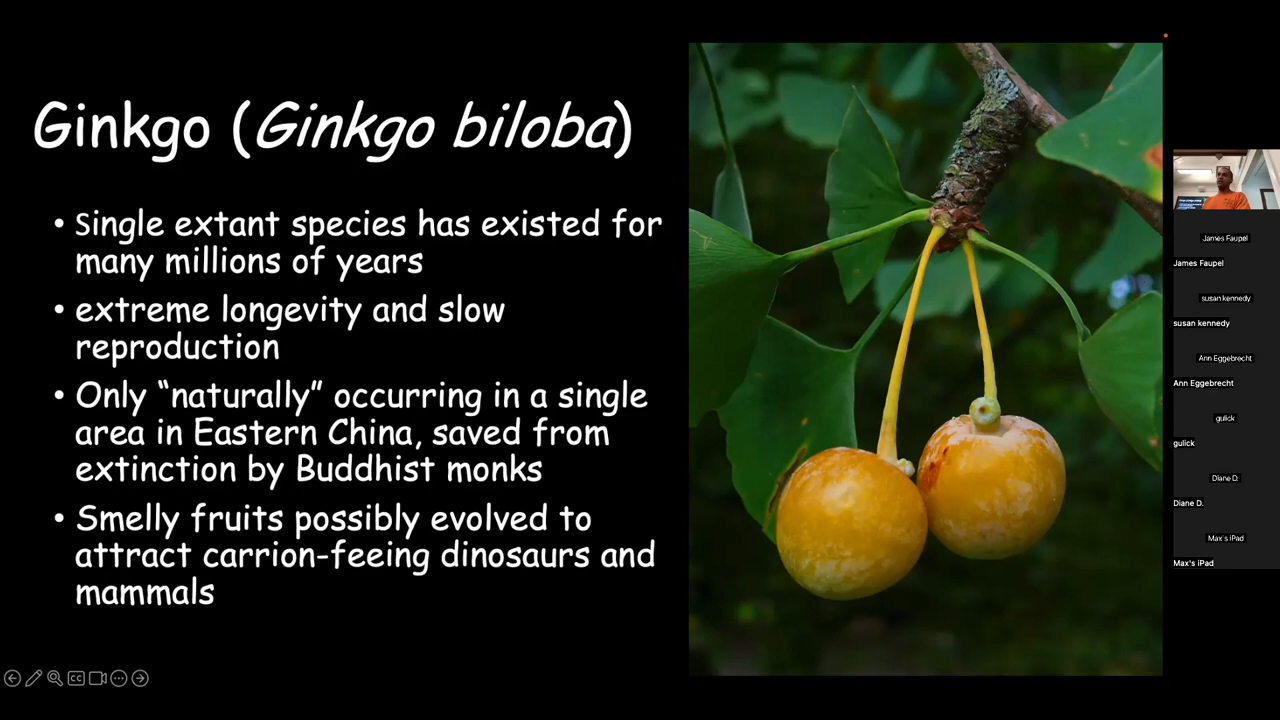 Ginkgo (Ginkgo biloba)
• Single extant species has existed for
many millions of years
• extreme longevity and slow
reproduction
• Only “naturally” occurring in a single
area in Eastern China, saved from
extinction by Buddhist monks
• Smelly fruits possibly evolved to
attract carrion-feeing dinosaurs and
mammals
James Faupel
James Faupel
susan kennedy
susan kennedy
Ann Eggebrecht
Ann Eggebrecht
gulick
gulick
Diane D.
Diane D.
Max's iPad
Max's iPad